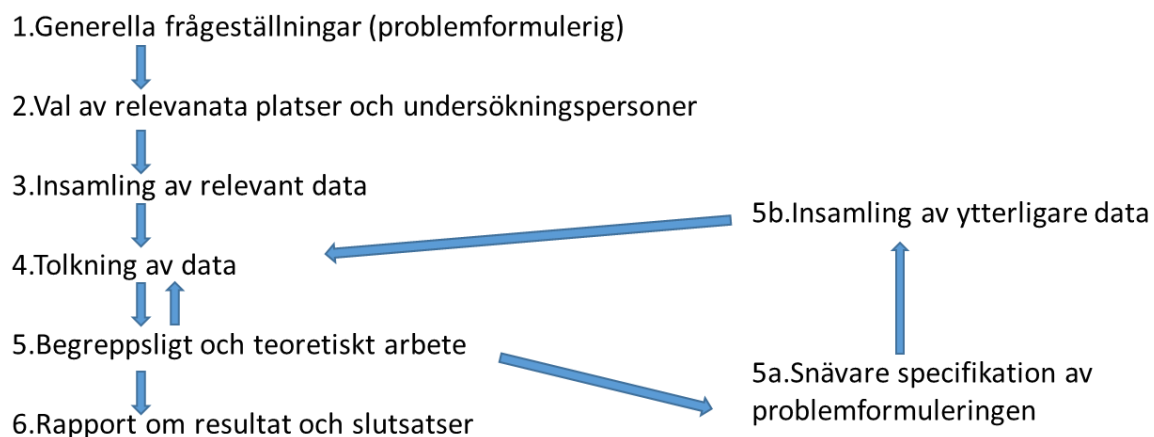 1.Generella frågeställningar (problemformulerig)
2.Val av relevanata platser och undersökningspersoner
3.Insamling av relevant data
4.Tolkning av data
5.Begreppsligt och teoretiskt arbete
6.Rapport om resultat och slutsatser
5b.Insamling av ytterligare data
5a.Snävare specifikation av
problemformuleringen